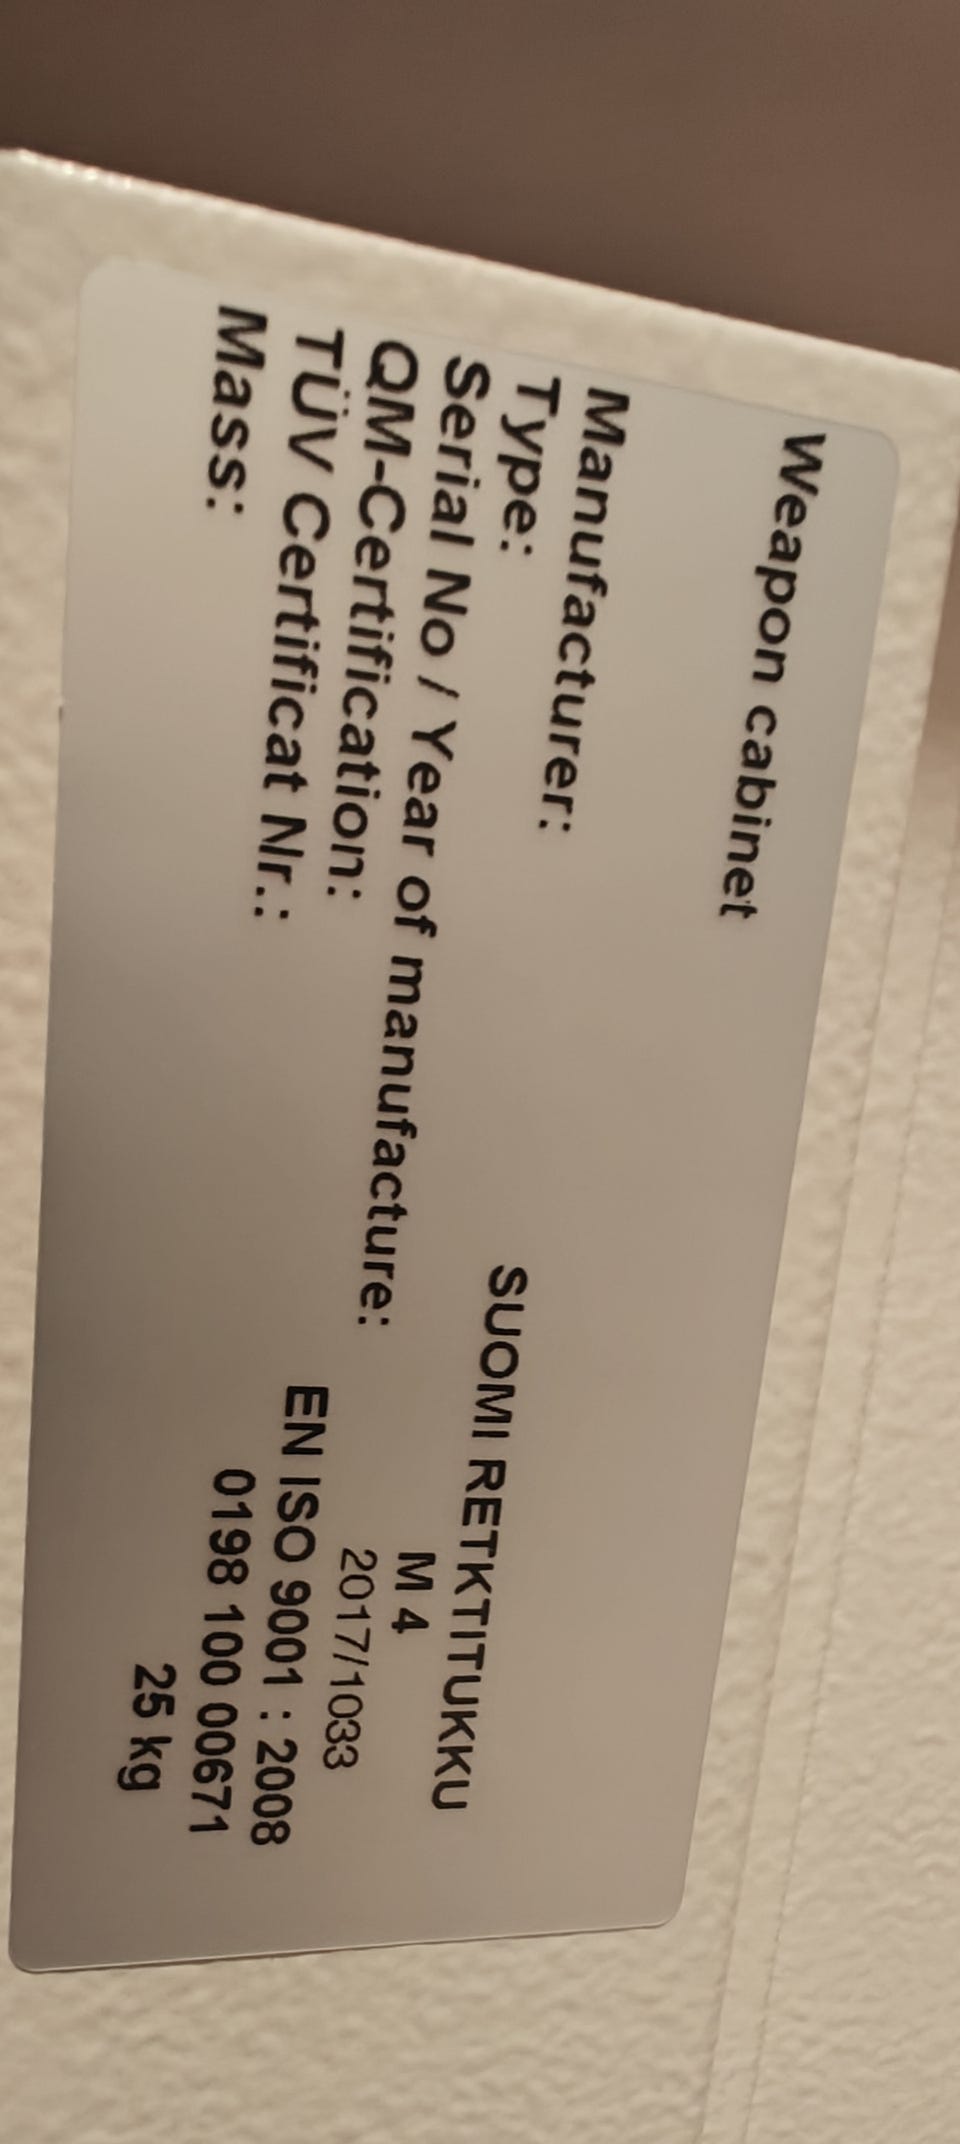 Weapon cabinet
Manufacturer: SUOMI RETKTITUKKU
Type: M 4
Serial No / Year of manufacture: 2017/1033
QM-Certification: EN ISO 9001 : 2008
TÜV Certificat Nr.: 0198 100 00671
Mass: 25 kg